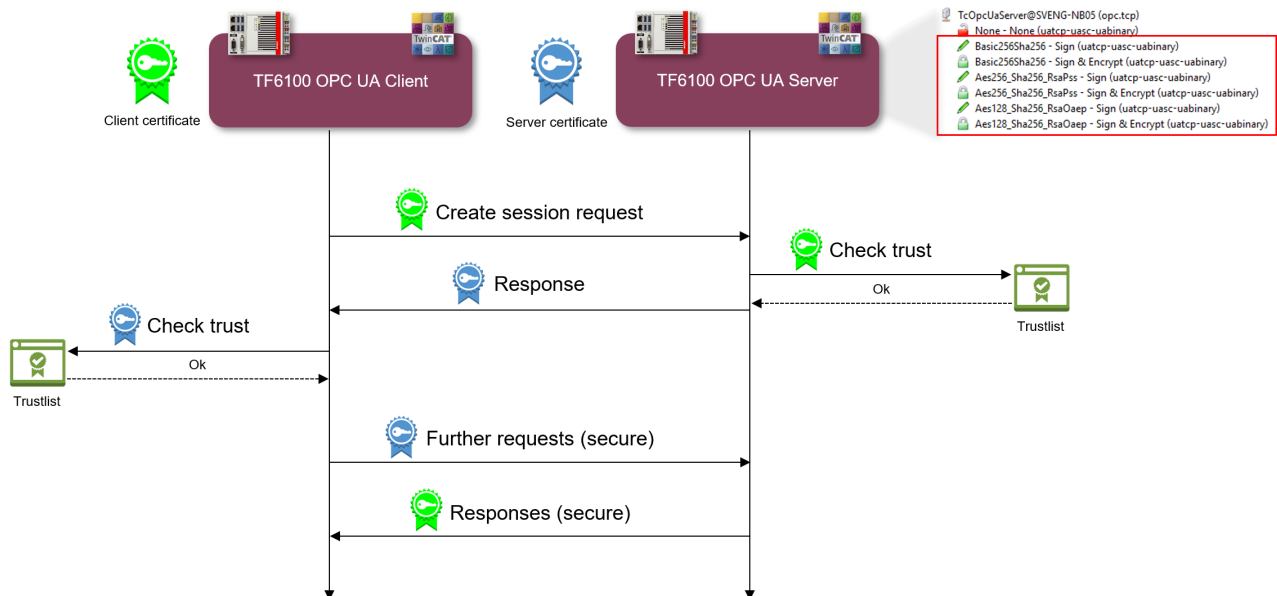 TcOpcUaServer@SVENG-NB05 (opc.tcp)
None - None (uatcp-uasc-uabinary)
Basic256Sha256 - Sign (uatcp-uasc-uabinary)
Basic256Sha256 - Sign & Encrypt (uatcp-uasc-uabinary)
Aes256_Sha256_RsaPss - Sign (uatcp-uasc-uabinary)
Aes256_Sha256_RsaPss - Sign & Encrypt (uatcp-uasc-uabinary)
Aes128_Sha256_RsaOaep - Sign (uatcp-uasc-uabinary)
Aes128_Sha256_RsaOaep - Sign & Encrypt (uatcp-uasc-uabinary)
TwinCAT
TwinCAT
TF6100 OPC UA Client
TF6100 OPC UA Server
Client certificate
Server certificate
Create session request
Check trust
Response
Ok
Trustlist
Check trust
Ok
Trustlist
Further requests (secure)
Responses (secure)